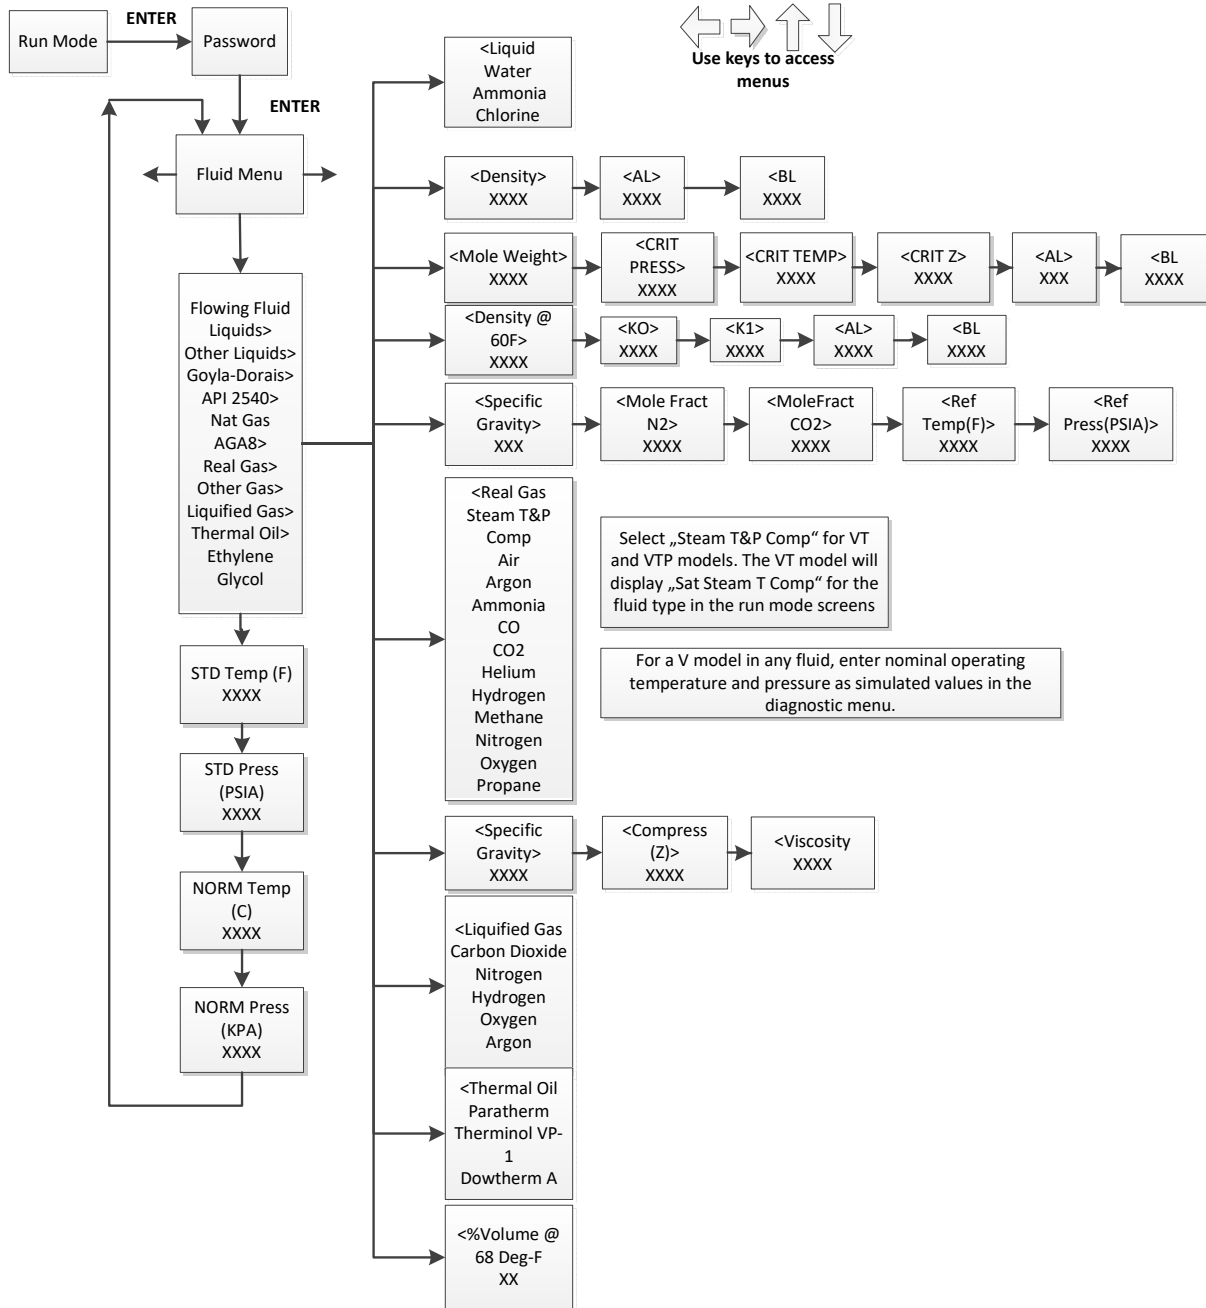 Run Mode
ENTER
Password
ENTER
Use keys to access
menus
Fluid Menu
Flowing Fluid
Liquids>
Other Liquids>
Goyla-Dorais>
API 2540>
Nat Gas
AGA8>
Real Gas>
Other Gas>
Liquified Gas>
Thermal Oil>
Ethylene
Glycol
STD Temp (F)
XXXX
STD Press
(PSIA)
XXXX
NORM Temp
(C)
XXXX
NORM Press
(KPA)
XXXX
<Liquid
Water
Ammonia
Chlorine
<Density>
XXXX
<AL>
XXXX
<BL
XXXX
<Mole Weight>
XXXX
<CRIT
PRESS>
XXXX
<CRIT TEMP>
XXXX
<CRIT Z>
XXXX
<AL>
XXX
<BL
XXXX
<Density @
60F>
XXXX
<KO>
XXXX
<K1>
XXXX
<AL>
XXXX
<BL
XXXX
<Specific
Gravity>
XXX
<Mole Fract
N2>
XXXX
<MoleFract
CO2>
XXXX
<Ref
Temp(F)>
XXXX
<Ref
Press(PSIA)>
XXXX
<Real Gas
Steam T&P
Comp
Air
Argon
Ammonia
CO
CO2
Helium
Hydrogen
Methane
Nitrogen
Oxygen
Propane
Select „Steam T&P Comp“ for VT
and VTP models. The VT model will
display „Sat Steam T Comp“ for the
fluid type in the run mode screens
For a V model in any fluid, enter nominal operating
temperature and pressure as simulated values in the
diagnostic menu.
<Specific
Gravity>
XXXX
<Compress
(Z)>
XXXX
<Viscosity
XXXX
<Liquified Gas
Carbon Dioxide
Nitrogen
Hydrogen
Oxygen
Argon
<Thermal Oil
Paratherm
Therminol VP-
1
Dowtherm A
<%Volume @
68 Deg-F
XX